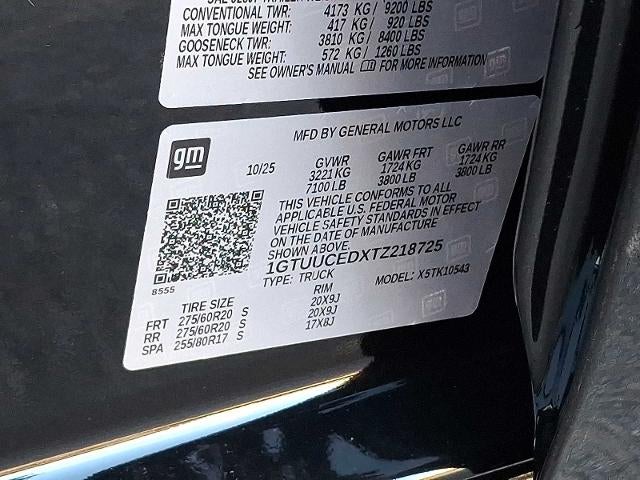 CONVENTIONAL TWR: 4173 KG / 9200 LBS
MAX TONGUE WEIGHT: 417 KG / 920 LBS
GOOSENECK TWR: 3810 KG / 8400 LBS
MAX TONGUE WEIGHT: 572 KG / 1260 LBS
SEE OWNER'S MANUAL FOR MORE INFORMATION
MFD BY GENERAL MOTORS LLC
gm
10/25
GVWR GAWR FRT GAWR RR
3221 KG 1724 KG 1724 KG
7100 LB 3800 LB 3800 LB
THIS VEHICLE CONFORMS TO ALL
APPLICABLE U.S. FEDERAL MOTOR
VEHICLE SAFETY STANDARDS IN EFFECT
ON THE DATE OF MANUFACTURE
SHOWN ABOVE.
1GTUUCEDXTZ218725
TYPE: TRUCK MODEL: X5TK10543
8555
TIRE SIZE RIM
FRT 275/60R20 S 20X9J
RR 275/60R20 S 20X9J
SPA 255/80R17 S 17X8J